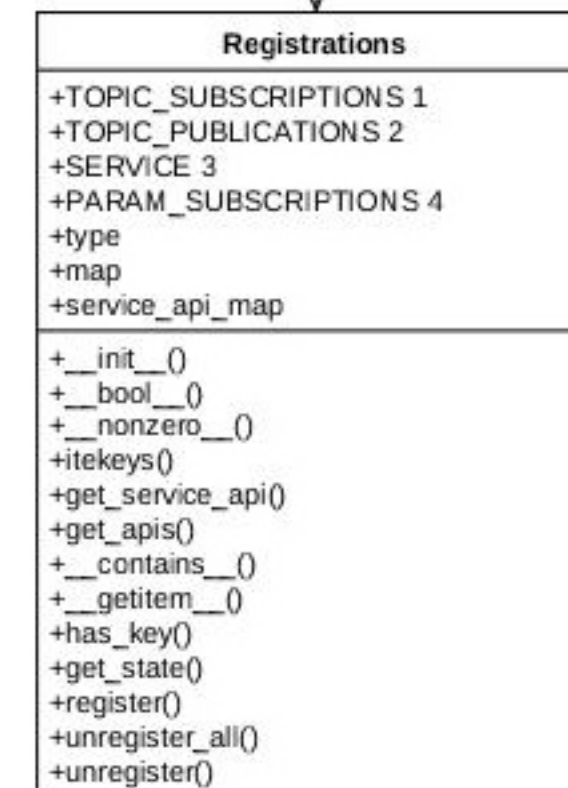 Registrations
+TOPIC_SUBSCRIPTIONS 1
+TOPIC_PUBLICATIONS 2
+SERVICE 3
+PARAM_SUBSCRIPTIONS 4
+type
+map
+service_api_map
+__init__()
+__bool__()
+__nonzero__()
+itekeys()
+get_service_api()
+get_apis()
+__contains__()
+__getitem__()
+has_key()
+get_state()
+register()
+unregister_all()
+unregister()